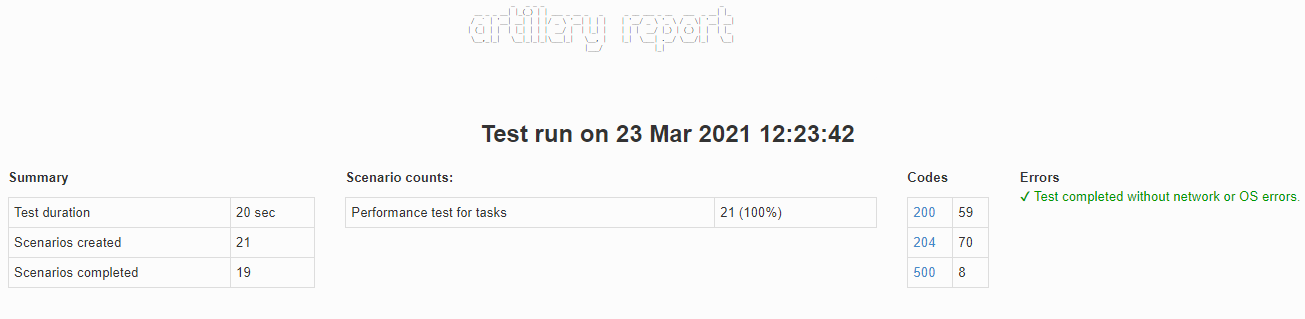 artillery report
Test run on 23 Mar 2021 12:23:42
Summary
Test duration 20 sec
Scenarios created 21
Scenarios completed 19
Scenario counts:
Performance test for tasks 21 (100%)
Codes
200 59
204 70
500 8
Errors
✔ Test completed without network or OS errors.